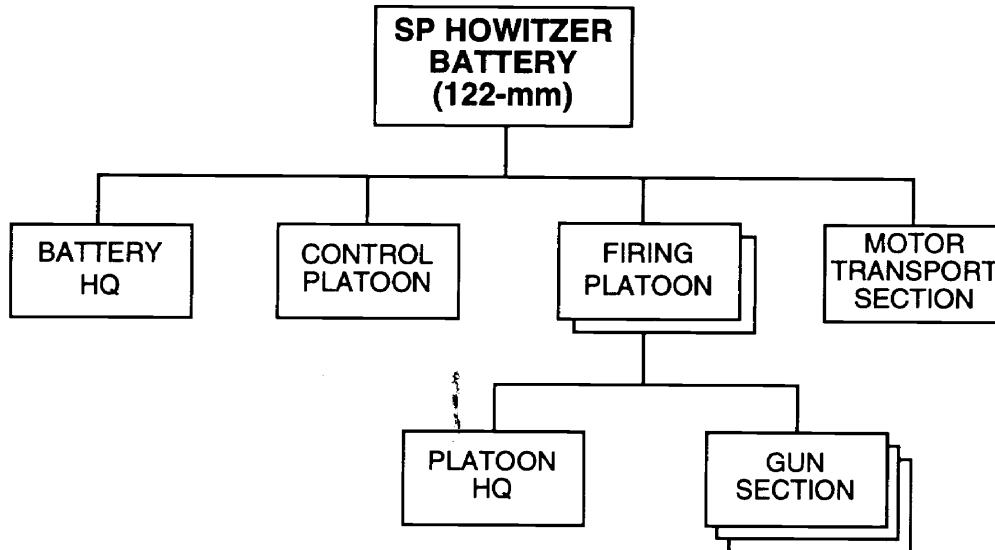 SP HOWITZER
BATTERY
(122-mm)
BATTERY
HQ
CONTROL
PLATOON
FIRING
PLATOON
MOTOR
TRANSPORT
SECTION
PLATOON
HQ
GUN
SECTION